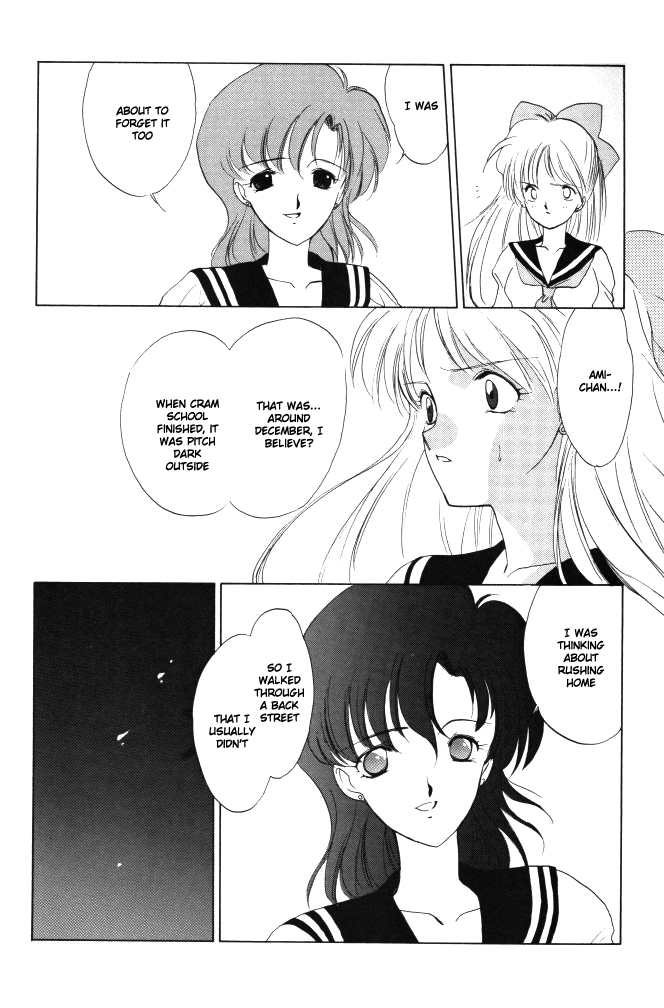 I WAS
ABOUT TO
FORGET IT
TOO
AMI-
CHAN...!
THAT WAS...
AROUND
DECEMBER, I
BELIEVE?
WHEN CRAM
SCHOOL
FINISHED, IT
WAS PITCH
DARK
OUTSIDE
I WAS
THINKING
ABOUT
RUSHING
HOME
SO I
WALKED
THROUGH
A BACK
STREET
THAT I
USUALLY
DIDN'T